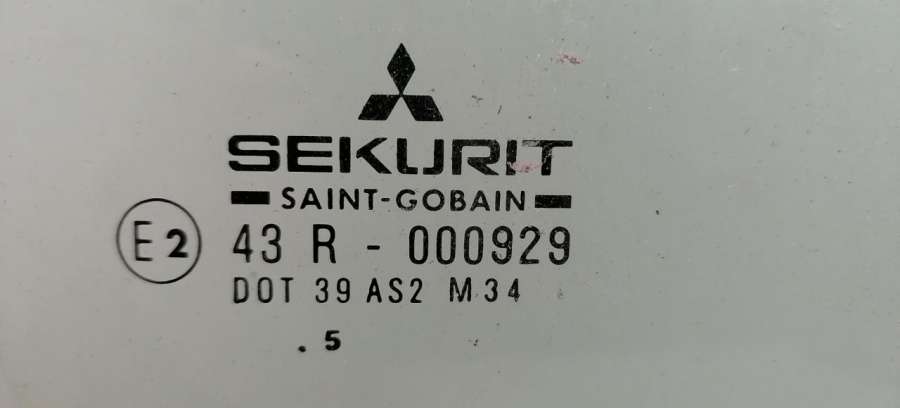 SEKURIT
SAINT-GOBAIN
E2 43 R - 000929
DOT 39 AS2 M34
. 5